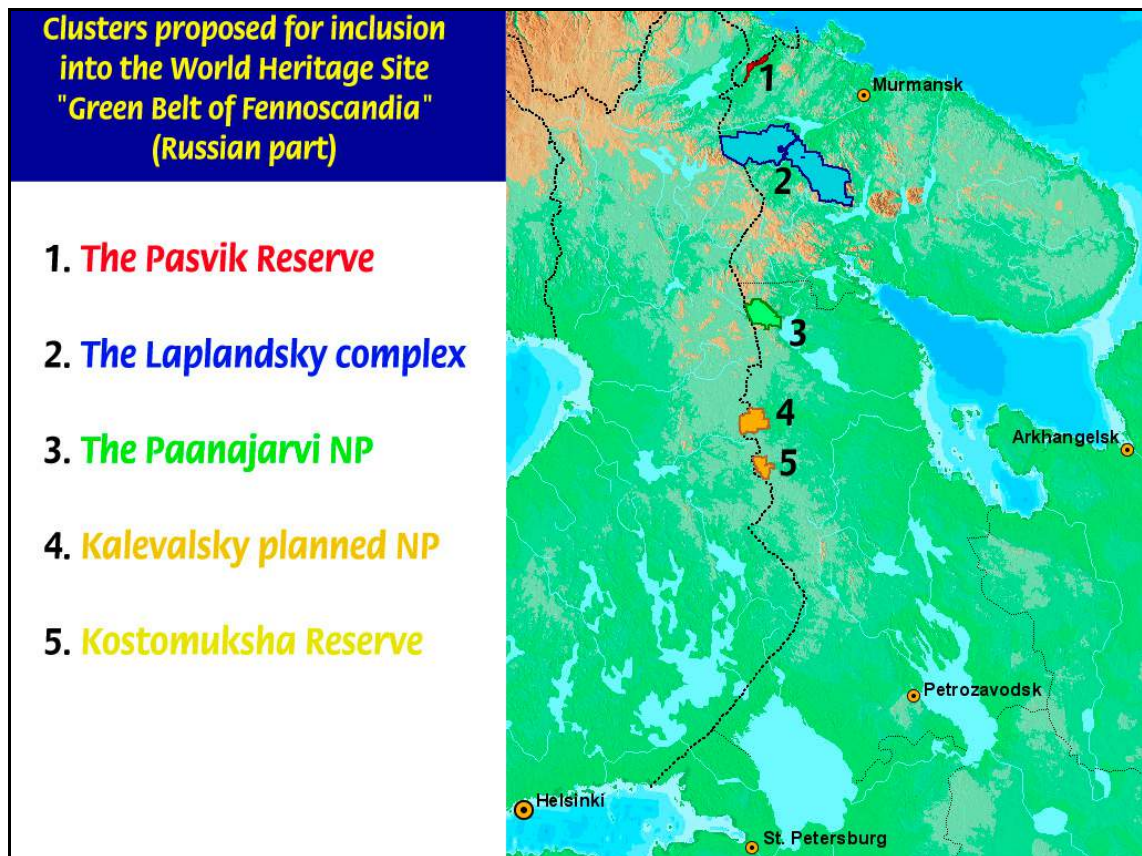 Clusters proposed for inclusion
into the World Heritage Site
"Green Belt of Fennoscandia"
(Russian part)
1. The Pasvik Reserve
2. The Laplandsky complex
3. The Paanajarvi NP
4. Kalevalsky planned NP
5. Kostomuksha Reserve
1
Murmansk
2
3
4
Arkhangelsk
5
Petrozavodsk
Helsinki
St. Petersburg